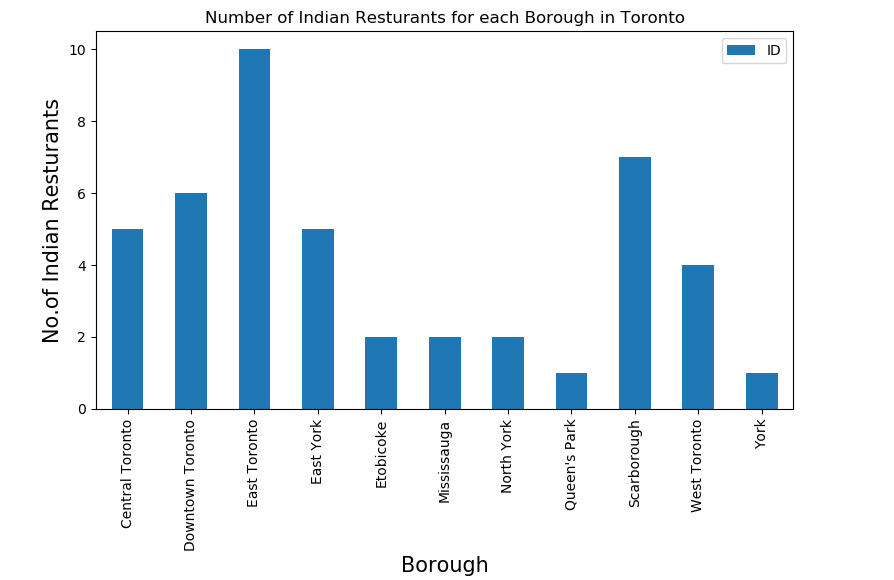 Number of Indian Resturants for each Borough in Toronto
ID
No.of Indian Resturants
10
8
6
4
2
0
Central Toronto
Downtown Toronto
East Toronto
East York
Etobicoke
Mississauga
North York
Queen's Park
Scarborough
West Toronto
York
Borough